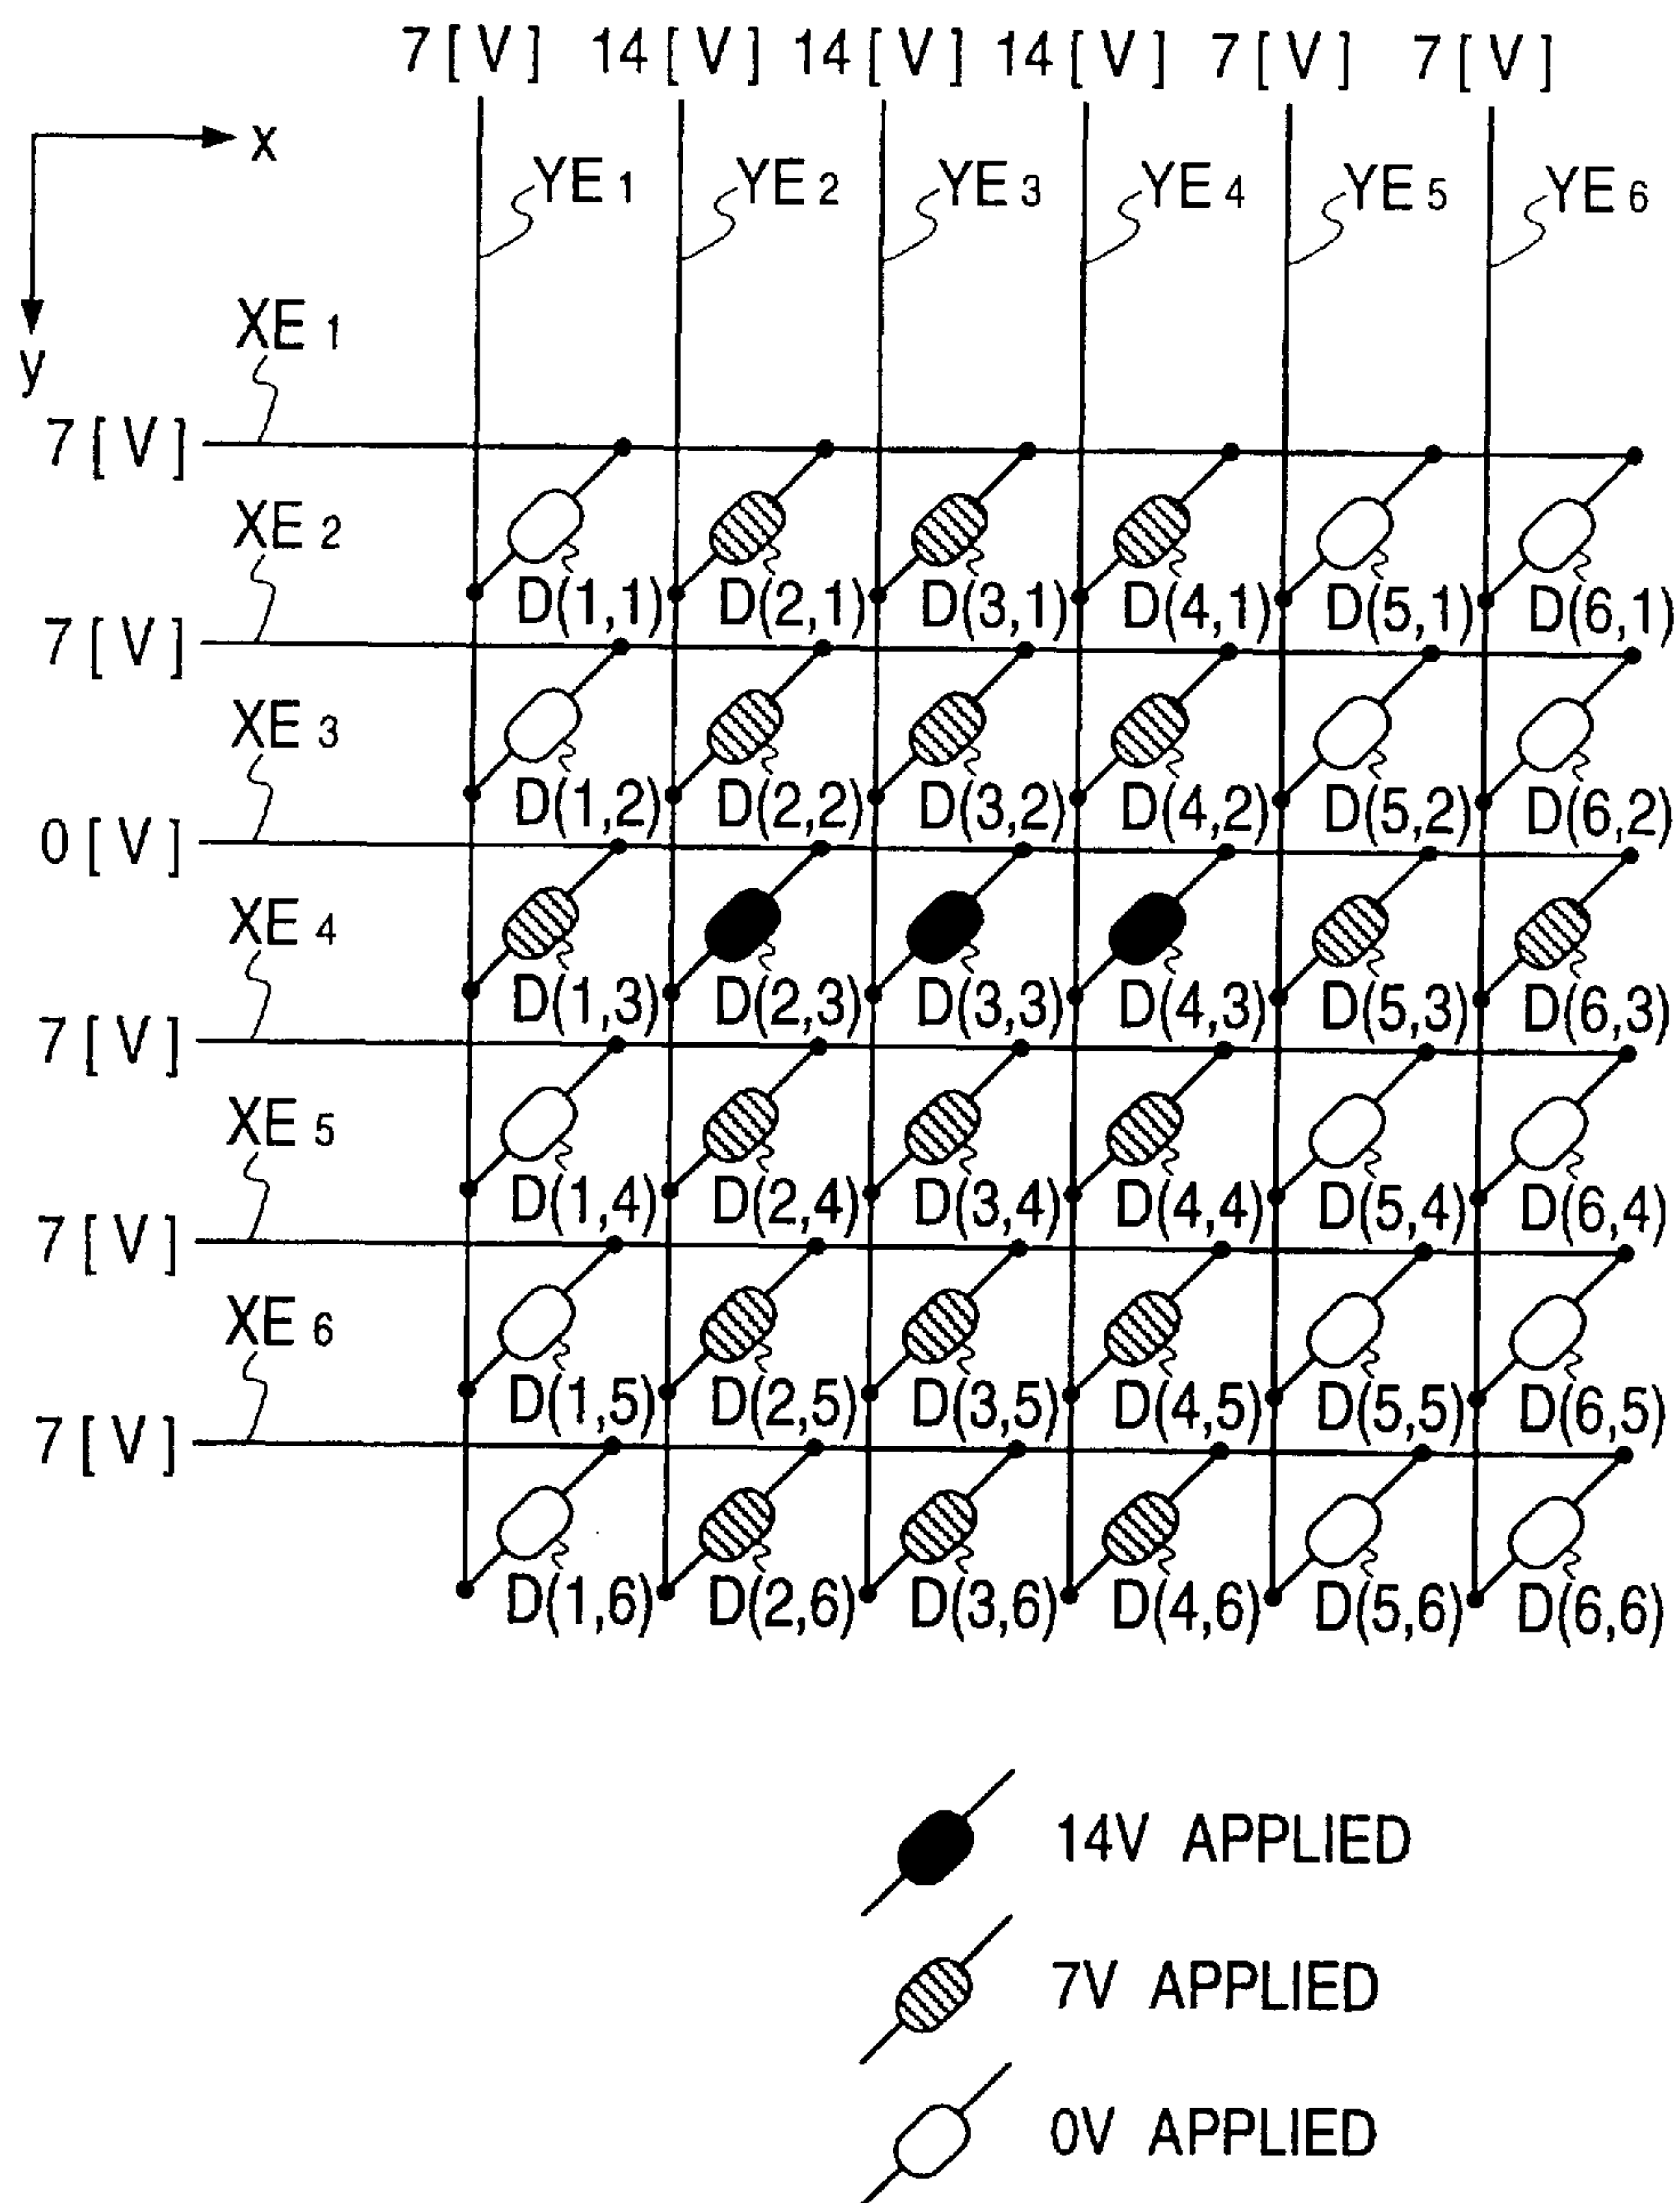 7 [ V ] 14 [ V ] 14 [ V ] 14 [ V ] 7 [ V ] 7 [ V ]
x
YE 1 YE 2 YE 3 YE 4 YE 5 YE 6
XE 1
y
7 [ V ]
XE 2
D(1,1) D(2,1) D(3,1) D(4,1) D(5,1) D(6,1)
7 [ V ]
XE 3
D(1,2) D(2,2) D(3,2) D(4,2) D(5,2) D(6,2)
0 [ V ]
XE 4
D(1,3) D(2,3) D(3,3) D(4,3) D(5,3) D(6,3)
7 [ V ]
XE 5
D(1,4) D(2,4) D(3,4) D(4,4) D(5,4) D(6,4)
7 [ V ]
XE 6
D(1,5) D(2,5) D(3,5) D(4,5) D(5,5) D(6,5)
7 [ V ]
D(1,6) D(2,6) D(3,6) D(4,6) D(5,6) D(6,6)
14V APPLIED
7V APPLIED
0V APPLIED